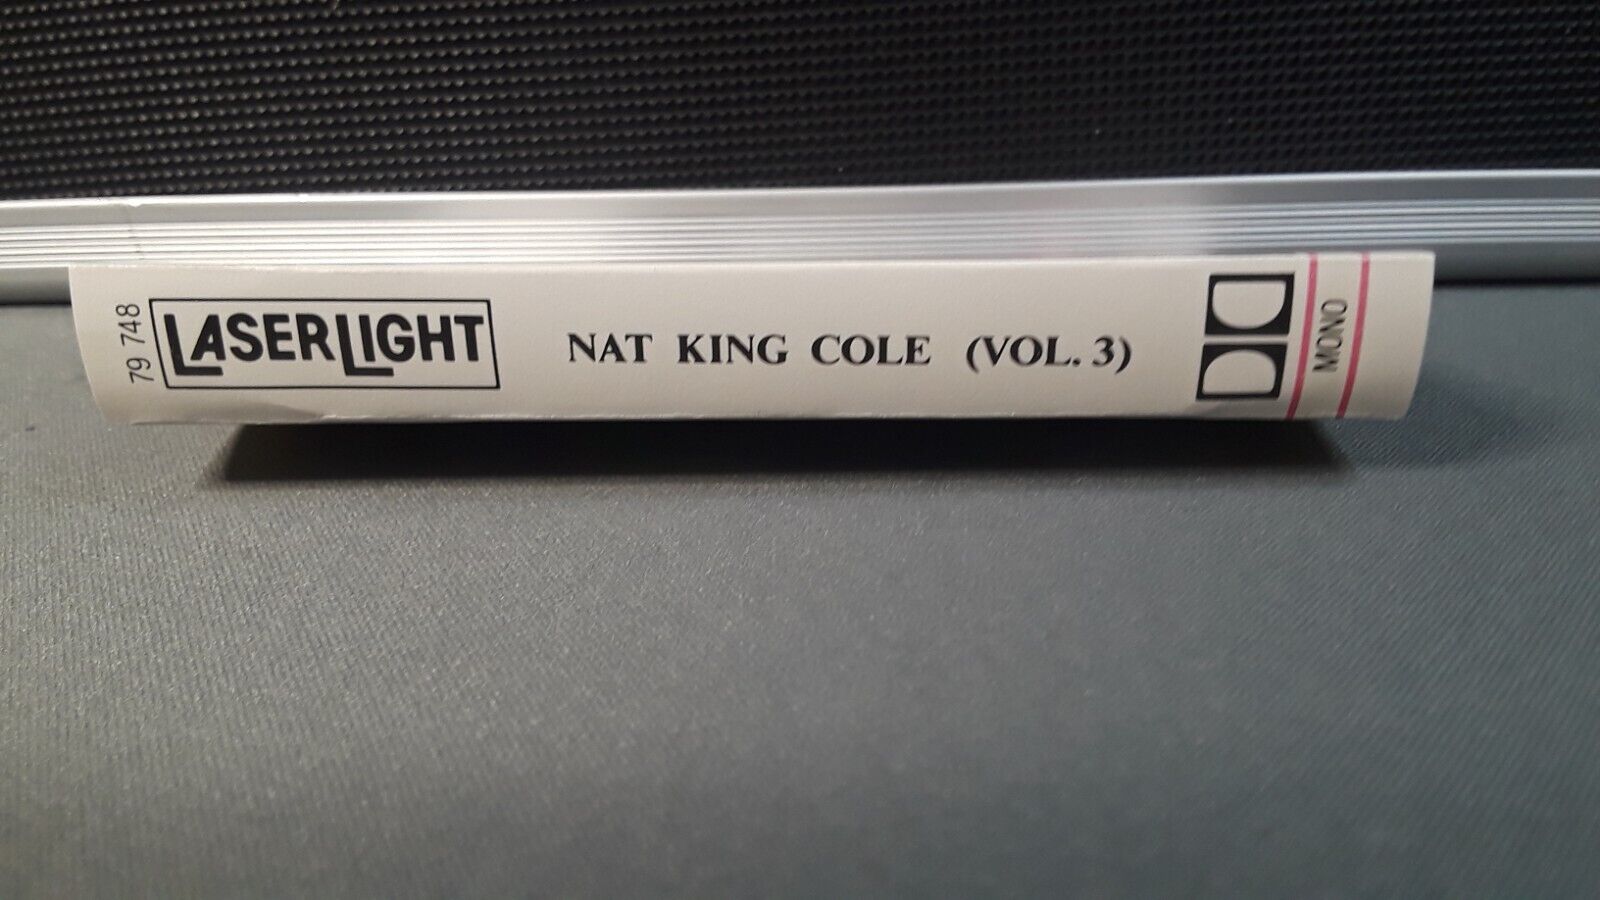 79 748
LASERLIGHT
NAT KING COLE (VOL. 3)
MONO